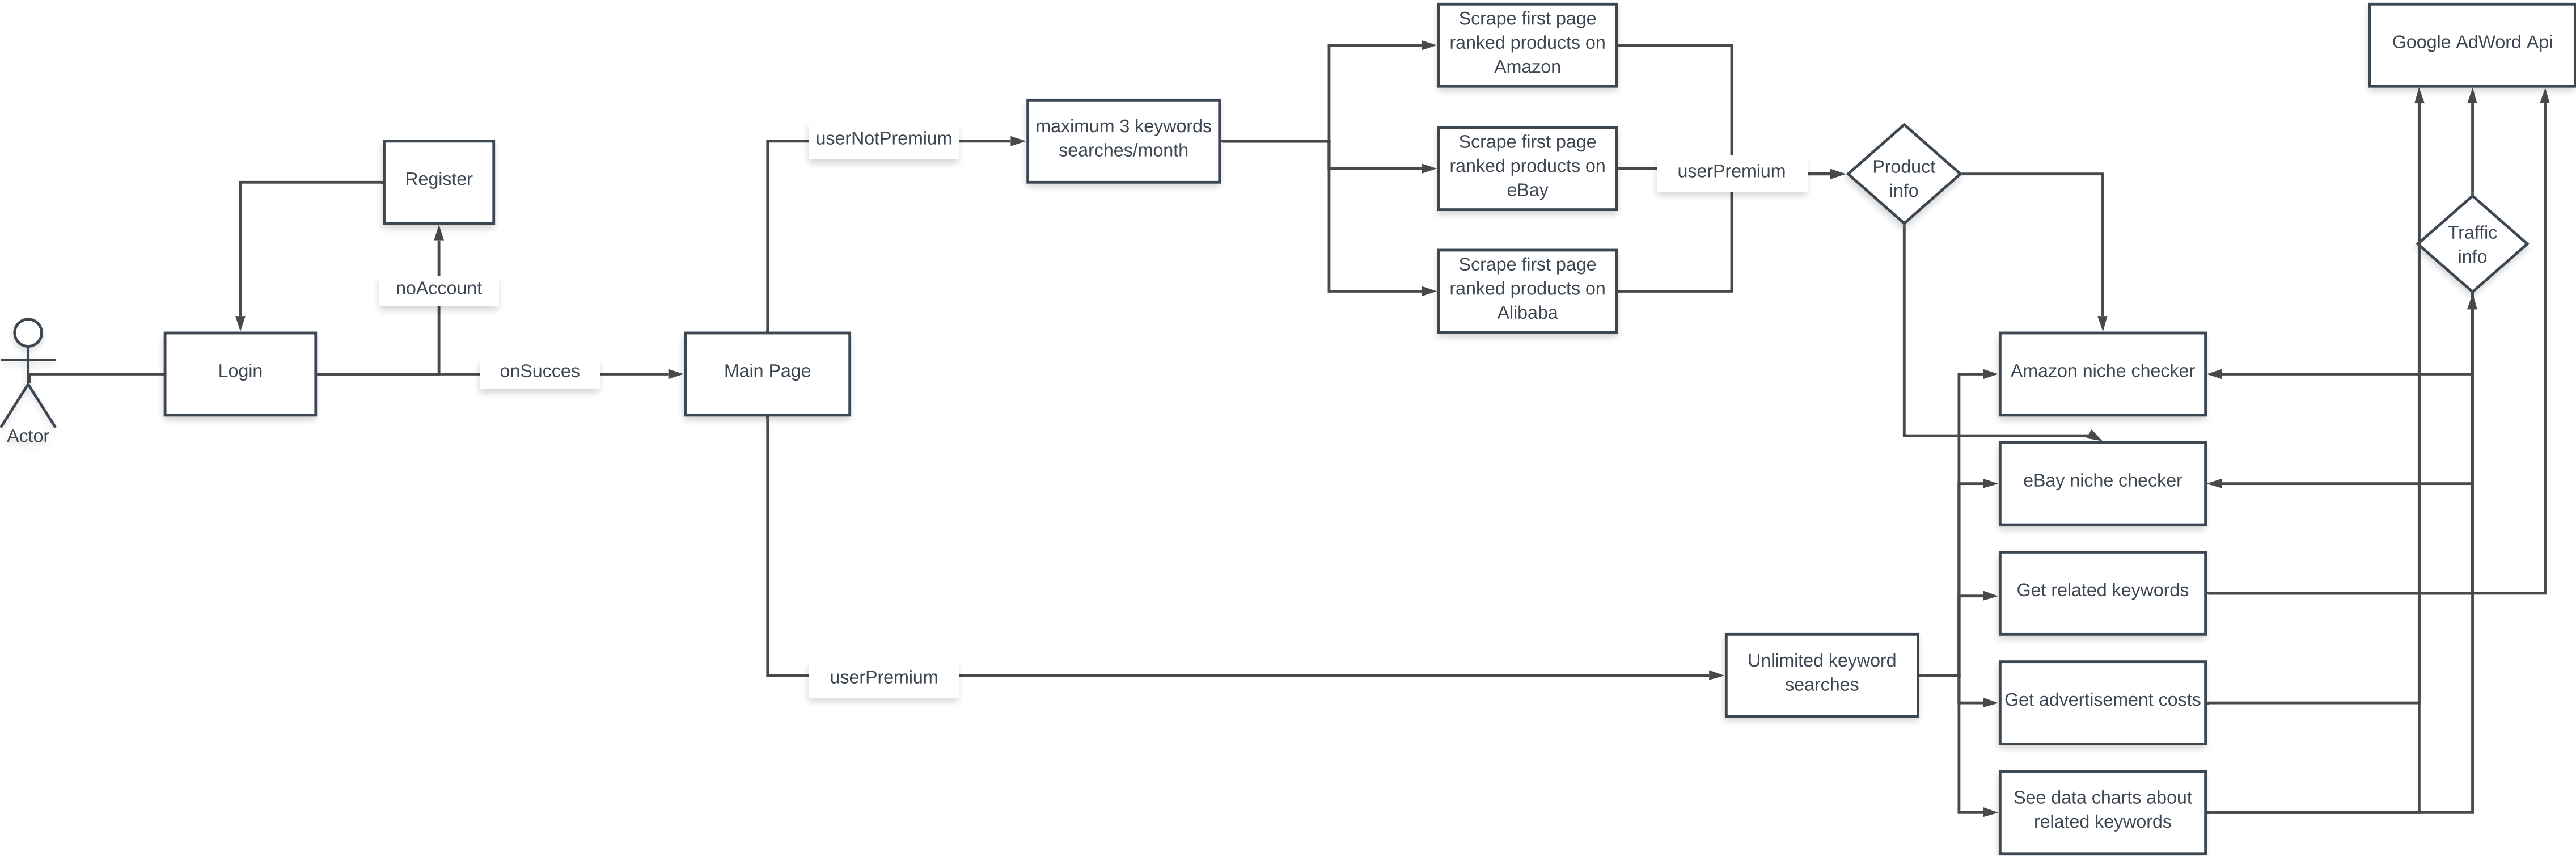 Actor
Login
Register
noAccount
onSucces
Main Page
userNotPremium
maximum 3 keywords
searches/month
Scrape first page
ranked products on
Amazon
Scrape first page
ranked products on
eBay
Scrape first page
ranked products on
Alibaba
userPremium
Product
info
userPremium
Unlimited keyword
searches
Amazon niche checker
eBay niche checker
Get related keywords
Get advertisement costs
See data charts about
related keywords
Traffic
info
Google AdWord Api